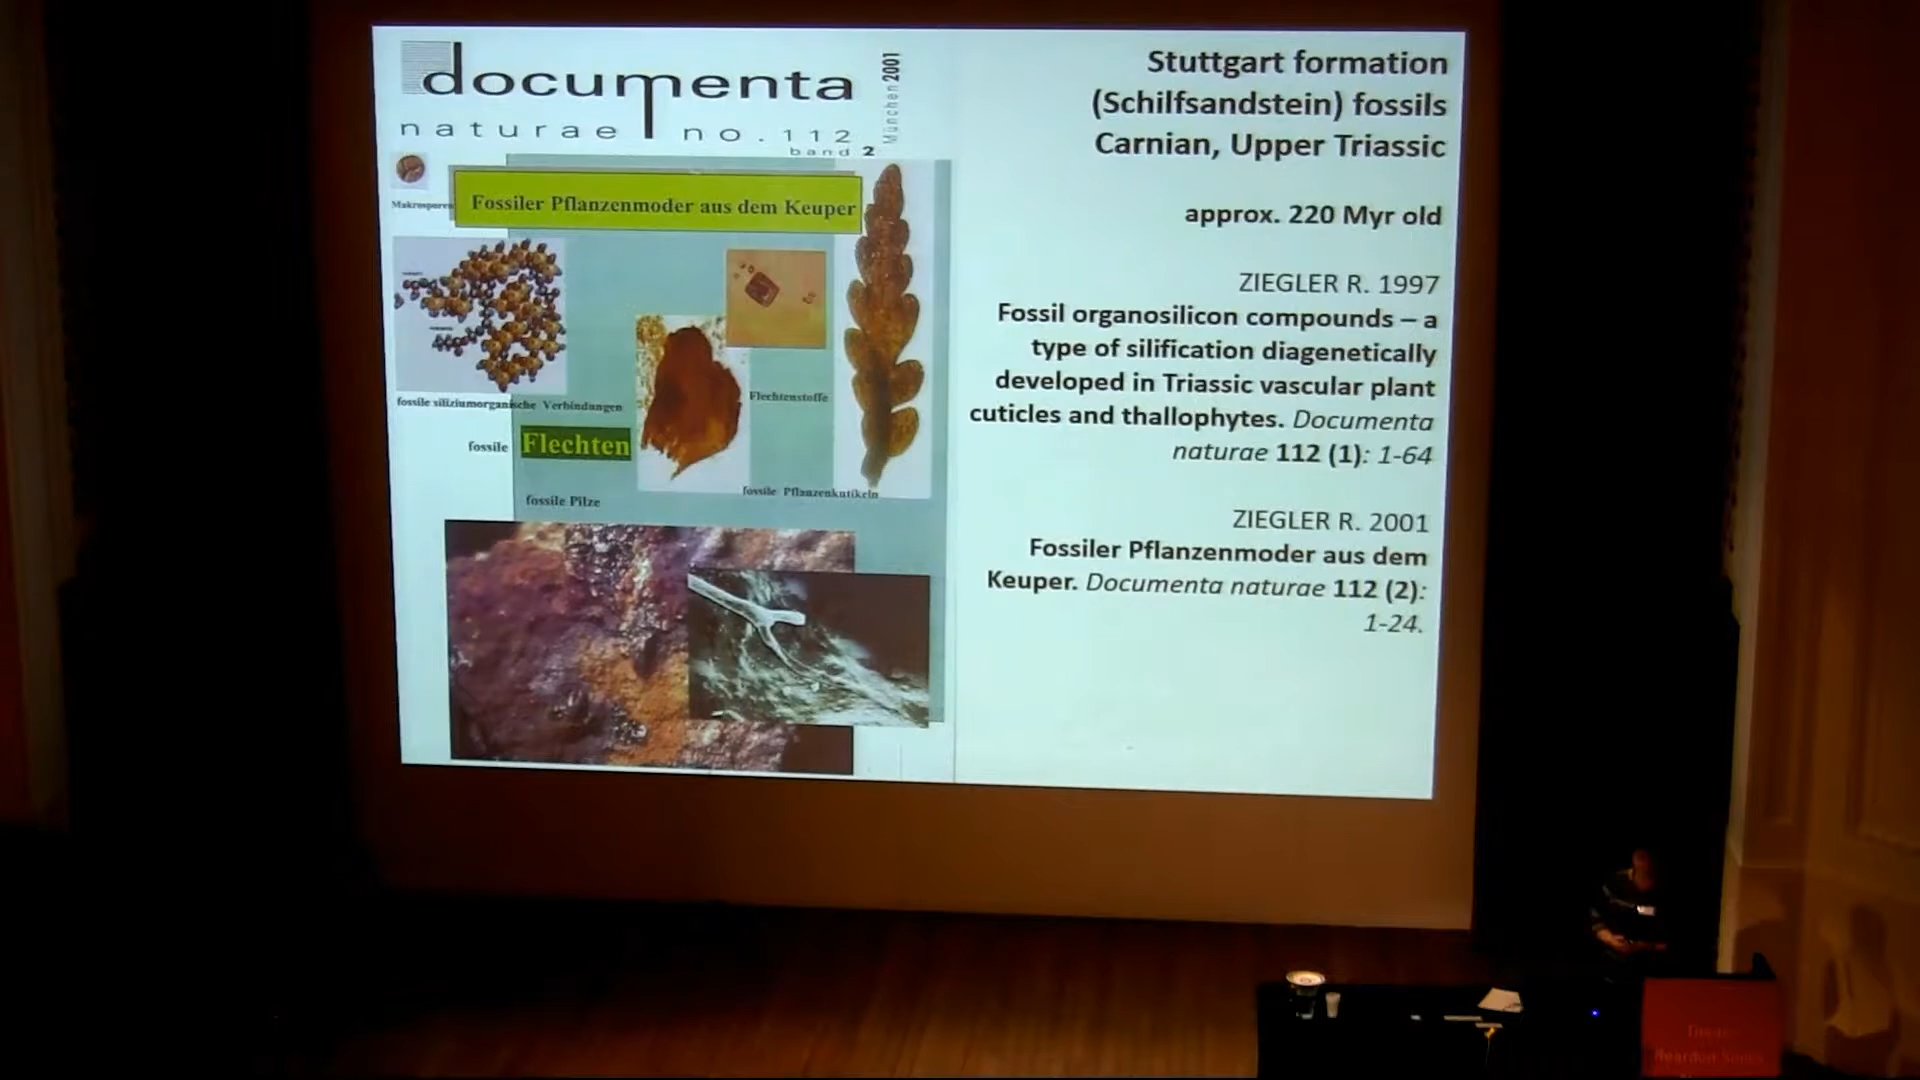 documenta
naturae no. 112
band 2
München 2001
Makrosporen
Fossiler Pflanzenmoder aus dem Keuper
fossile siliziumorganische Verbindungen
Flechtenstoffe
fossile Flechten
fossile Pflanzenkutikeln
fossile Pilze
Stuttgart formation
(Schilfsandstein) fossils
Carnian, Upper Triassic
approx. 220 Myr old
ZIEGLER R. 1997
Fossil organosilicon compounds – a
type of silification diagenetically
developed in Triassic vascular plant
cuticles and thallophytes. Documenta
naturae 112 (1): 1-64
ZIEGLER R. 2001
Fossiler Pflanzenmoder aus dem
Keuper. Documenta naturae 112 (2):
1-24.